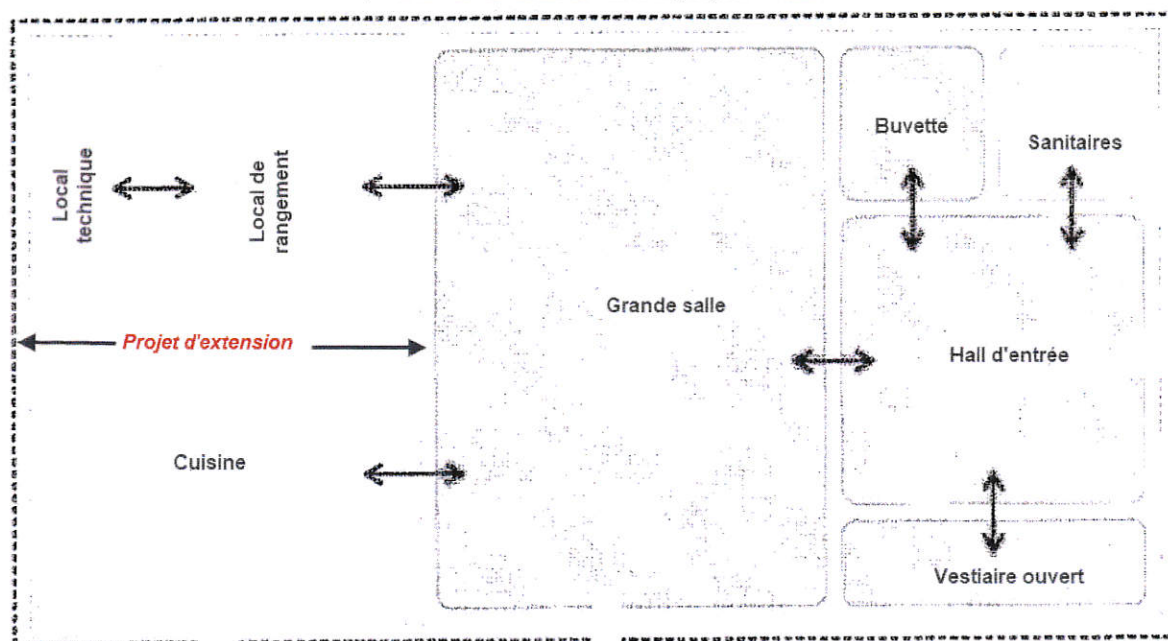 Local
technique
Local de
rangement
Projet d'extension
Cuisine
Grande salle
Buvette
Sanitaires
Hall d'entrée
Vestiaire ouvert